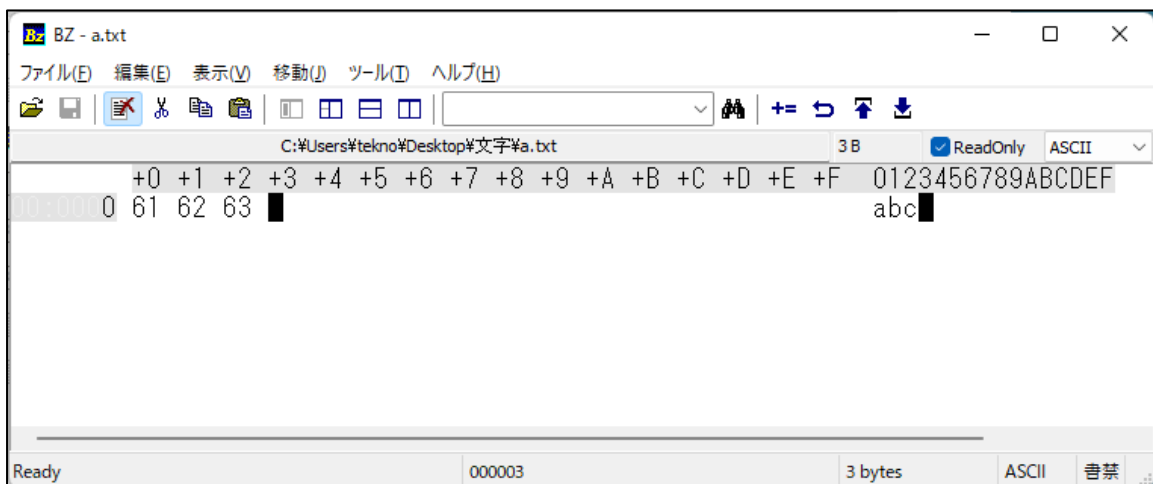 BZ - a.txt
ファイル(F) 編集(E) 表示(V) 移動(J) ツール(T) ヘルプ(H)
C:¥Users¥tekno¥Desktop¥文字¥a.txt 3 B ReadOnly ASCII
+0 +1 +2 +3 +4 +5 +6 +7 +8 +9 +A +B +C +D +E +F 0123456789ABCDEF
00:0000 61 62 63 abc
Ready 000003 3 bytes ASCII 書禁